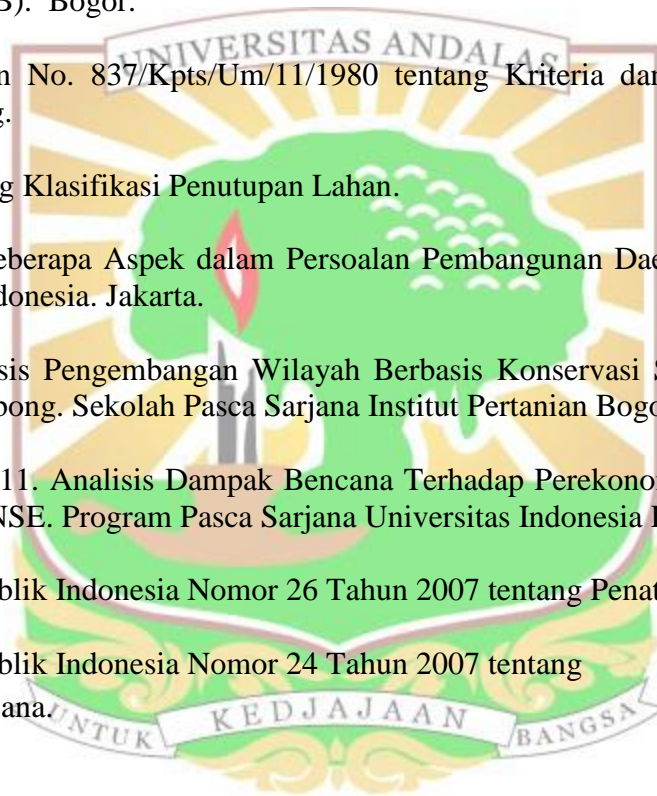 B). Bogor.
UNIVERSITAS ANDALAS
n No. 837/Kpts/Um/11/1980 tentang Kriteria dan
g.
g Klasifikasi Penutupan Lahan.
eberapa Aspek dalam Persoalan Pembangunan Dae
donesia. Jakarta.
sis Pengembangan Wilayah Berbasis Konservasi S
pong. Sekolah Pasca Sarjana Institut Pertanian Bogo
11. Analisis Dampak Bencana Terhadap Perekonor
NSE. Program Pasca Sarjana Universitas Indonesia
blik Indonesia Nomor 26 Tahun 2007 tentang Penat
blik Indonesia Nomor 24 Tahun 2007 tentang
ana.
UNTUK KEDJAJAAN BANGSA